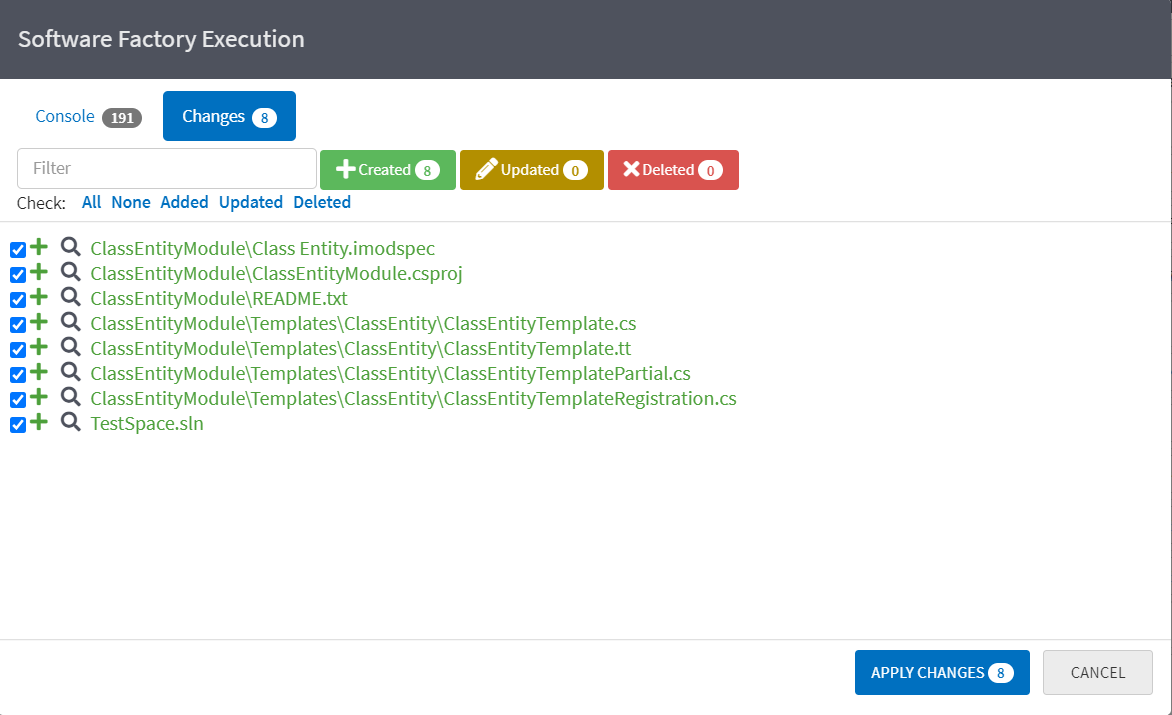 Software Factory Execution
Console 191 Changes 8
Filter Created 8 Updated 0 Deleted 0
Check: All None Added Updated Deleted
ClassEntityModule\Class Entity.imodspec
ClassEntityModule\ClassEntityModule.csproj
ClassEntityModule\README.txt
ClassEntityModule\Templates\ClassEntity\ClassEntityTemplate.cs
ClassEntityModule\Templates\ClassEntity\ClassEntityTemplate.tt
ClassEntityModule\Templates\ClassEntity\ClassEntityTemplatePartial.cs
ClassEntityModule\Templates\ClassEntity\ClassEntityTemplateRegistration.cs
TestSpace.sln
APPLY CHANGES 8 CANCEL